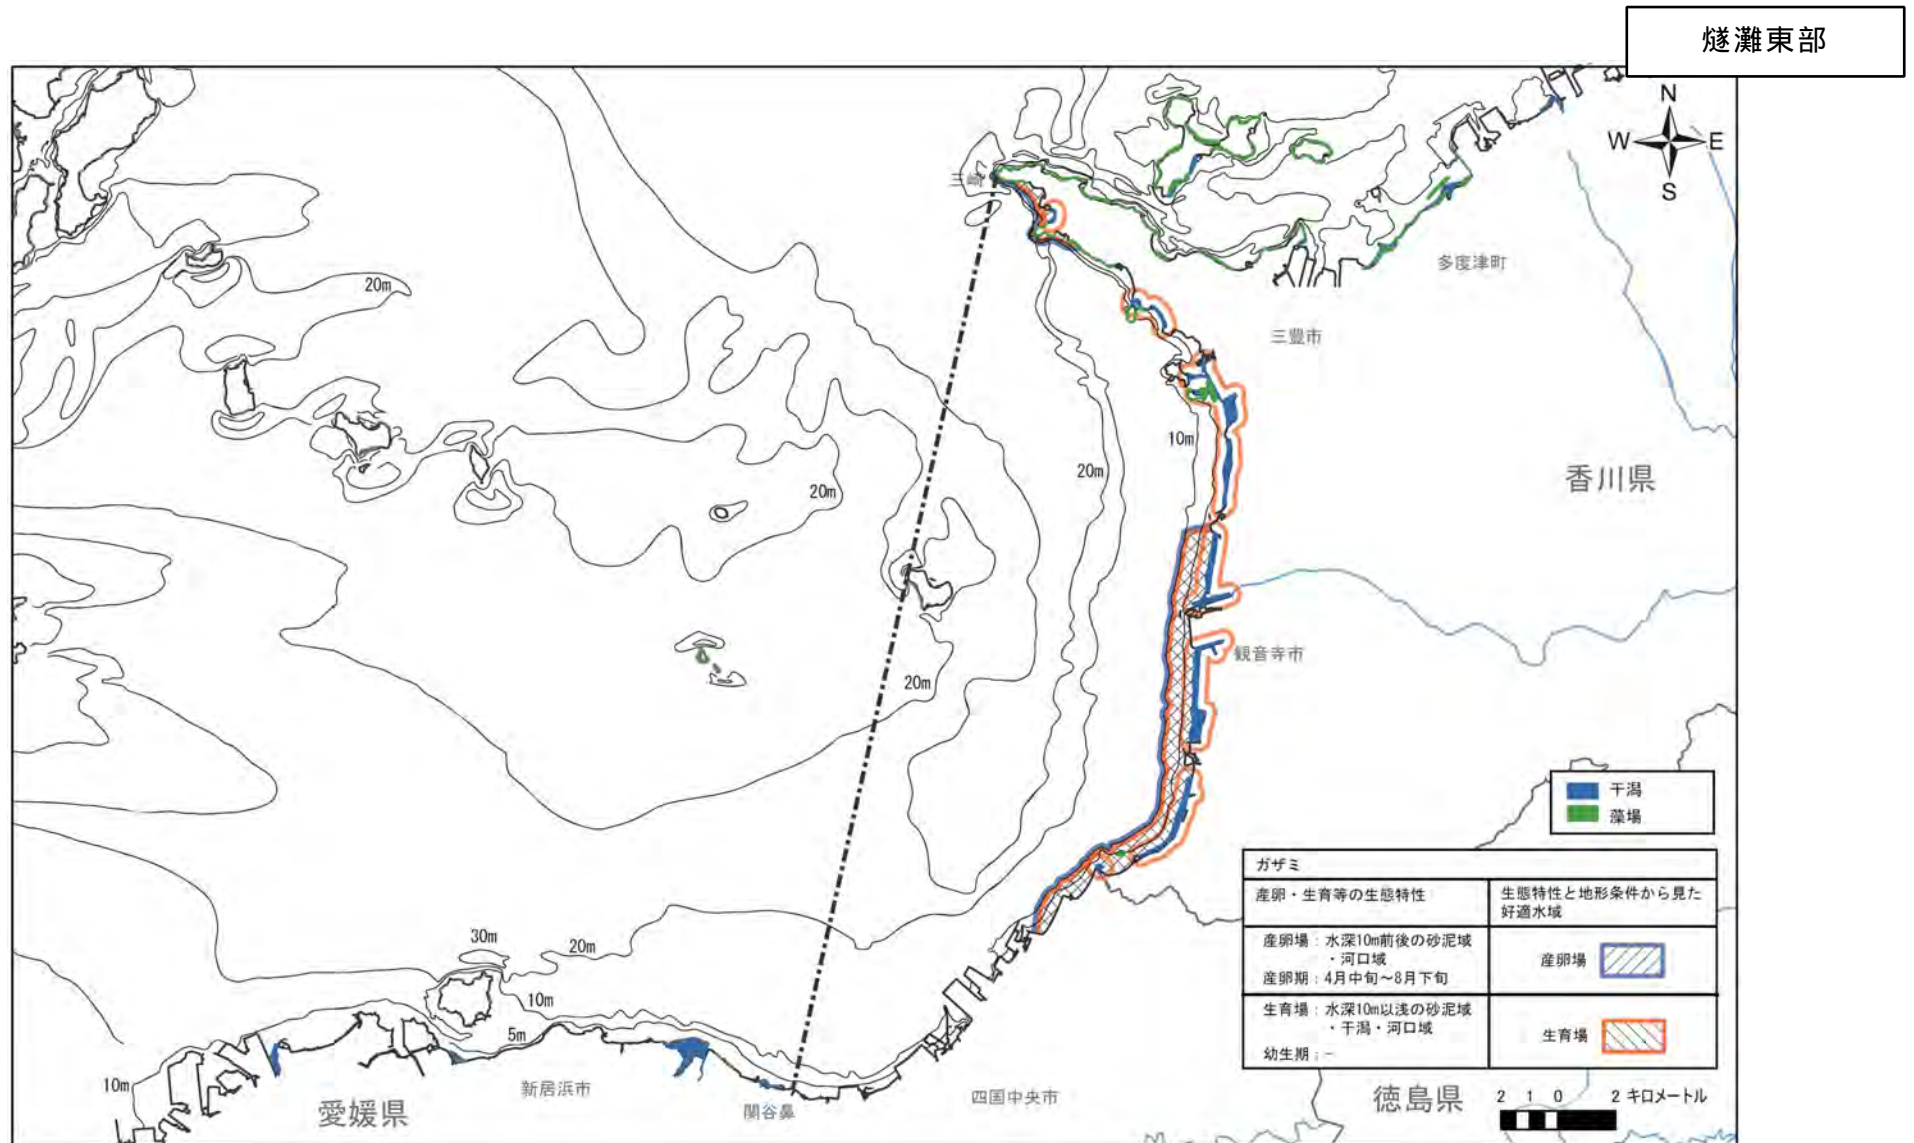 燧灘東部
N
W E
S
三崎
多度津町
20m
三豊市
10m
20m
香川県
20m
観音寺市
20m
干潟
藻場
ガザミ
産卵・生育等の生態特性
生態特性と地形条件から見た
好適水域
産卵場：水深10m前後の砂泥域
・河口域
産卵期：4月中旬～8月下旬
産卵場
生育場：水深10m以浅の砂泥域
・干潟・河口域
幼生期：－
生育場
30m
20m
10m
5m
10m
新居浜市
愛媛県
関谷鼻
四国中央市
徳島県
2 1 0 2 キロメートル